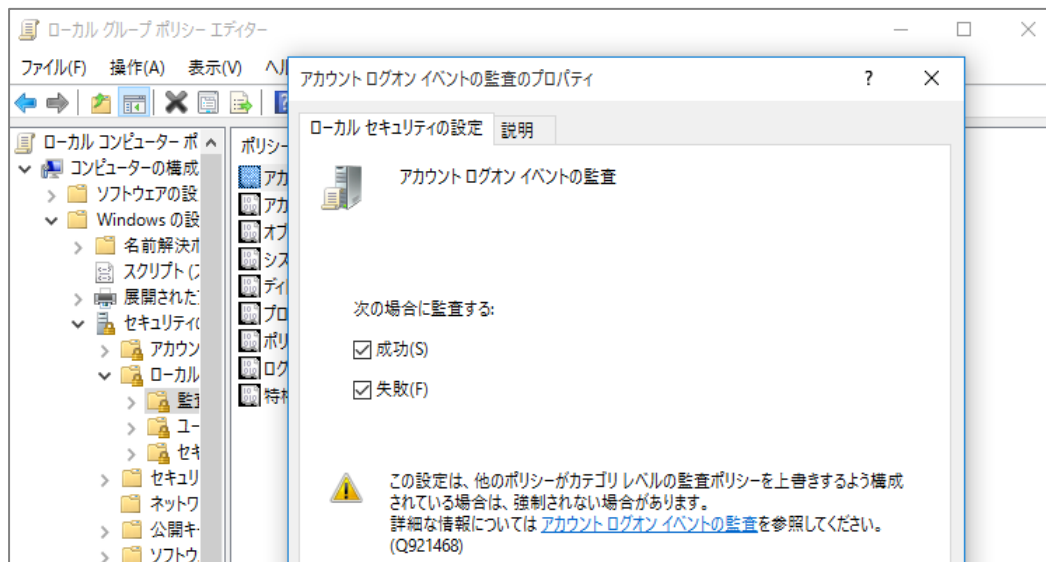 ローカル グループ ポリシー エディター
ファイル(F) 操作(A) 表示(V) ヘル
アカウント ログオン イベントの監査のプロパティ
?
ローカル セキュリティの設定 説明
ローカル コンピューター ポ
コンピューターの構成
ソフトウェアの設
Windows の設
名前解決ポ
スクリプト (ス
展開された
セキュリティの
アカウン
ローカル
監査
ユー
セキ
セキュリ
ネットワ
公開キー
ソフトウ
ポリシー
アカ
アカ
オブ
シス
ディ
プロ
ポリ
ログ
特権
アカウント ログオン イベントの監査
次の場合に監査する:
成功(S)
失敗(F)
この設定は、他のポリシーがカテゴリ レベルの監査ポリシーを上書きするよう構成
されている場合は、強制されない場合があります。
詳細な情報については アカウント ログオン イベントの監査を参照してください。
(Q921468)